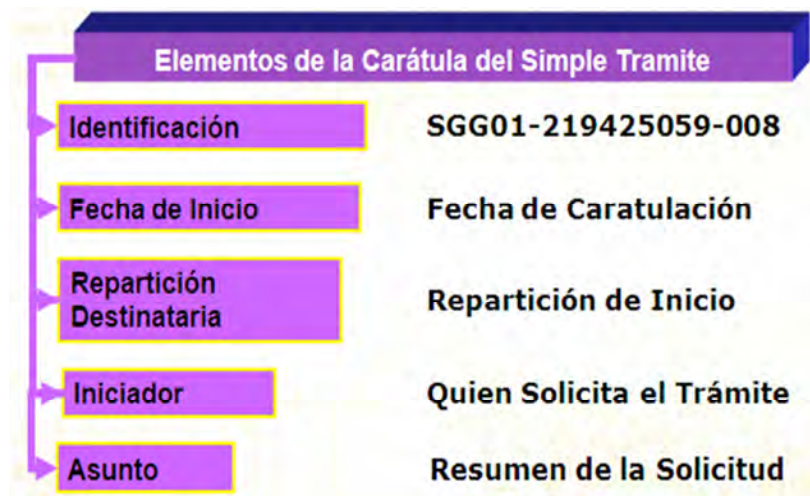 Elementos de la Carátula del Simple Tramite
Identificación SGG01-219425059-008
Fecha de Inicio Fecha de Caratulación
Repartición
Destinataria Repartición de Inicio
Iniciador Quien Solicita el Trámite
Asunto Resumen de la Solicitud